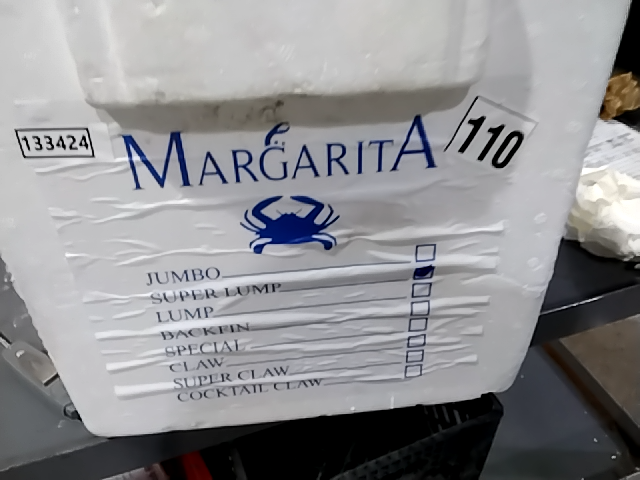 133424
MARGARITA
110
JUMBO
SUPER LUMP
LUMP
BACKFIN
SPECIAL
CLAW
SUPER CLAW
COCKTAIL CLAW